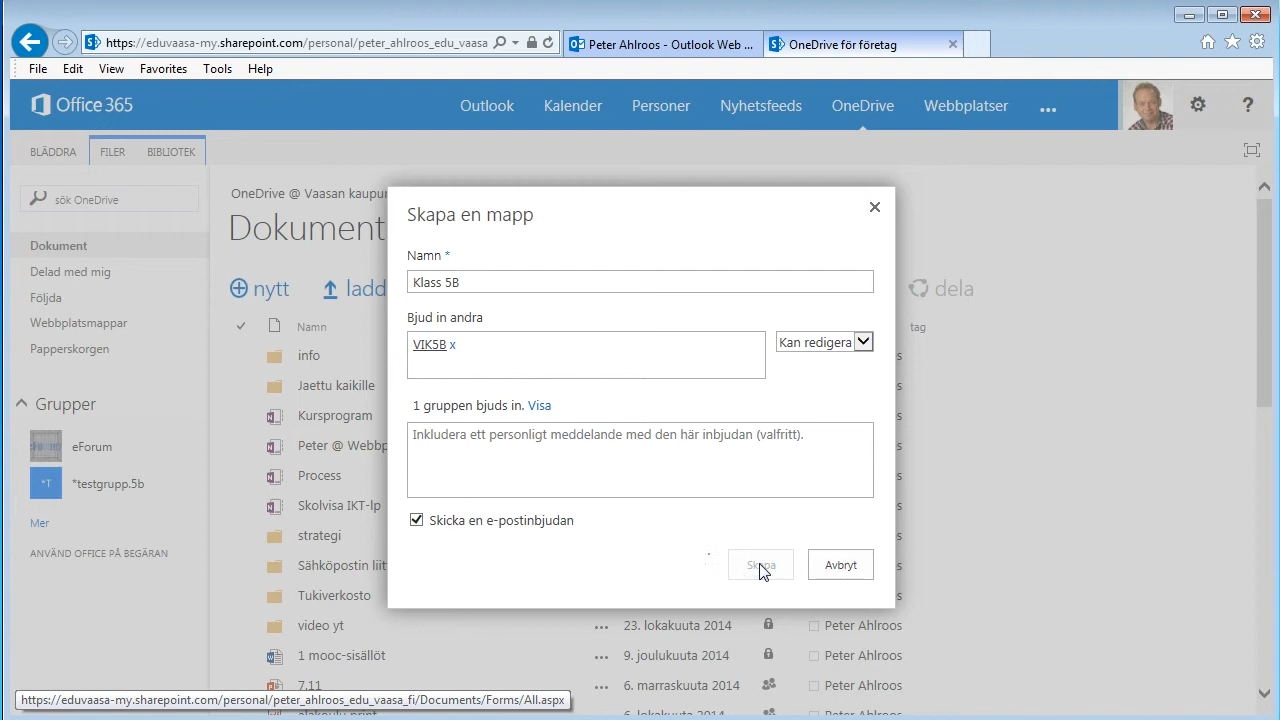 https://eduvaasa-my.sharepoint.com/personal/peter_ahlroos_edu_vaasa
Peter Ahlroos - Outlook Web ...
OneDrive för företag
File Edit View Favorites Tools Help
Office 365
Outlook Kalender Personer Nyhetsfeeds OneDrive Webbplatser ...
?
BLÄDDRA FILER BIBLIOTEK
sök OneDrive
Dokument
Delad med mig
Följda
Webbplatsmappar
Papperskorgen
Grupper
eForum
*T *testgrupp.5b
Mer
ANVÄND OFFICE PÅ BEGÄRAN
OneDrive @ Vaasan kaupun
Dokument
nytt ladd dela
Namn tag
info
Jaettu kaikille
Kursprogram
Peter @ Webbp
Process
Skolvisa IKT-lp
strategi
Sähköpostin liitt
Tukiverkosto
video yt ... 23. lokakuuta 2014 Peter Ahlroos
1 mooc-sisällöt ... 9. joulukuuta 2014 Peter Ahlroos
7.11 ... 6. marraskuuta 2014 Peter Ahlroos
Skapa en mapp
Namn *
Klass 5B
Bjud in andra
VIK5B x
Kan redigera
1 gruppen bjuds in. Visa
Inkludera ett personligt meddelande med den här inbjudan (valfritt).
Skicka en e-postinbjudan
Skapa Avbryt
https://eduvaasa-my.sharepoint.com/personal/peter_ahlroos_edu_vaasa_fi/Documents/Forms/All.aspx